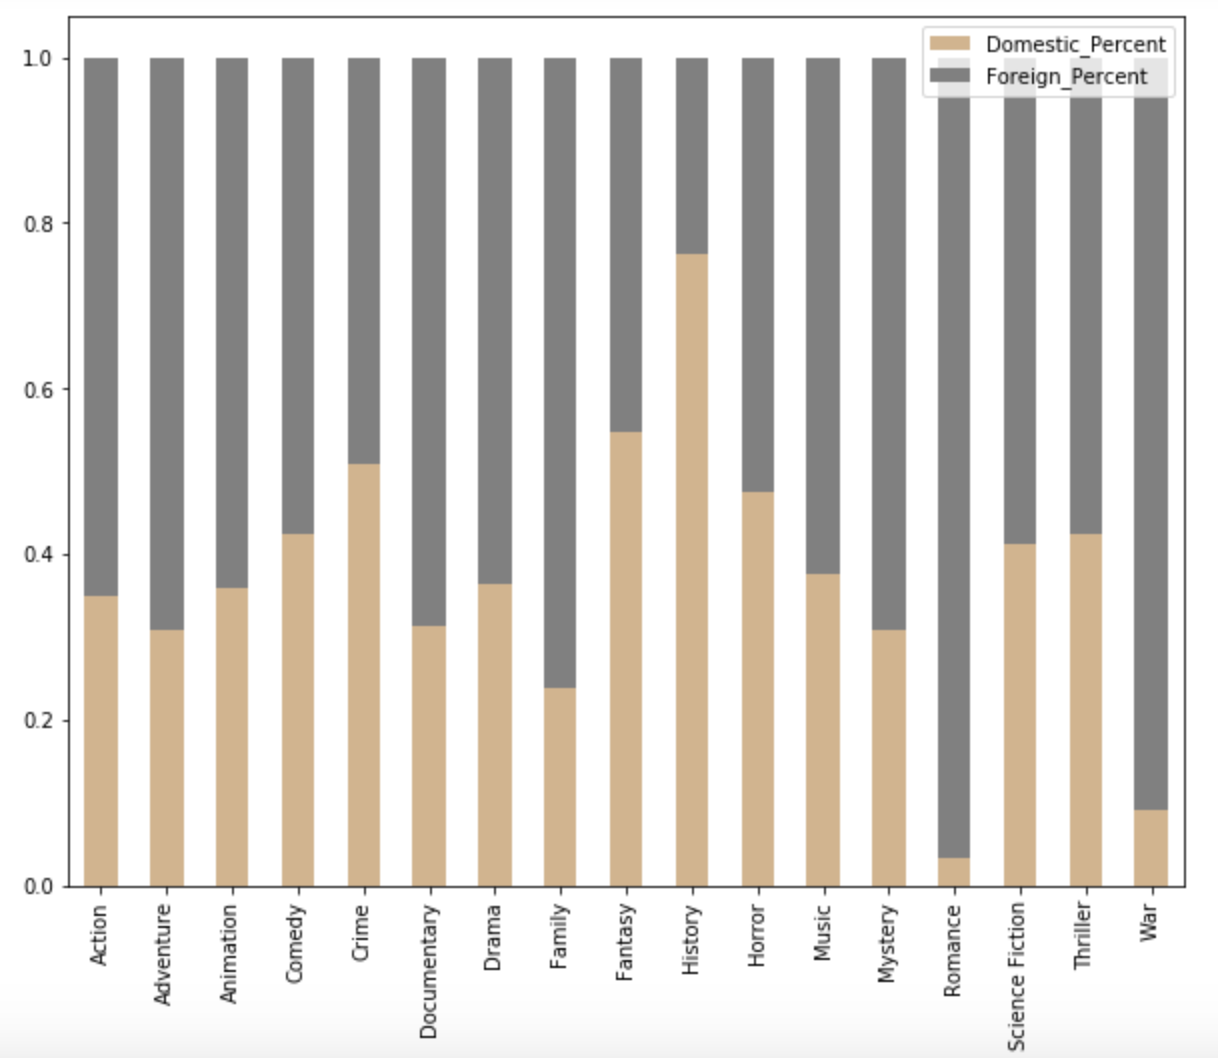 Domestic_Percent
Foreign_Percent
1.0
0.8
0.6
0.4
0.2
0.0
Action
Adventure
Animation
Comedy
Crime
Documentary
Drama
Family
Fantasy
History
Horror
Music
Mystery
Romance
Science Fiction
Thriller
War